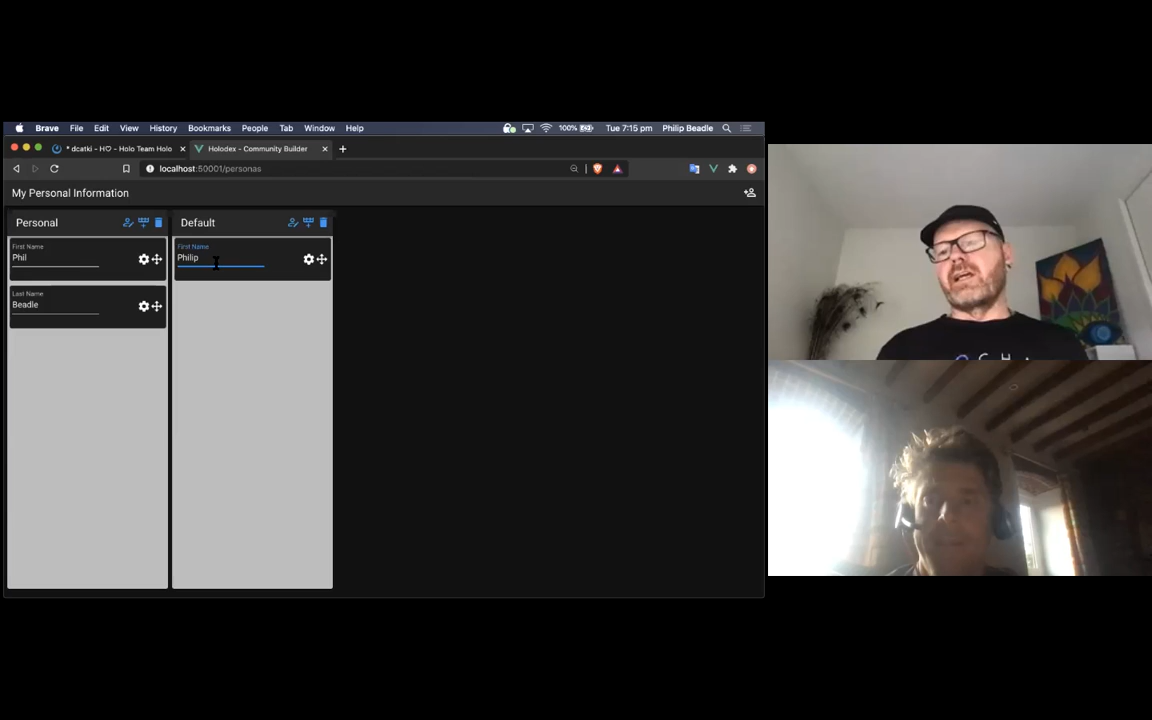 Brave File Edit View History Bookmarks People Tab Window Help 100% Tue 7:15 pm Philip Beadle
* dcatki - H♡ - Holo Team Holo Holodex - Community Builder
localhost:50001/personas
My Personal Information
Personal
First Name
Phil
Last Name
Beadle
Default
First Name
Philip